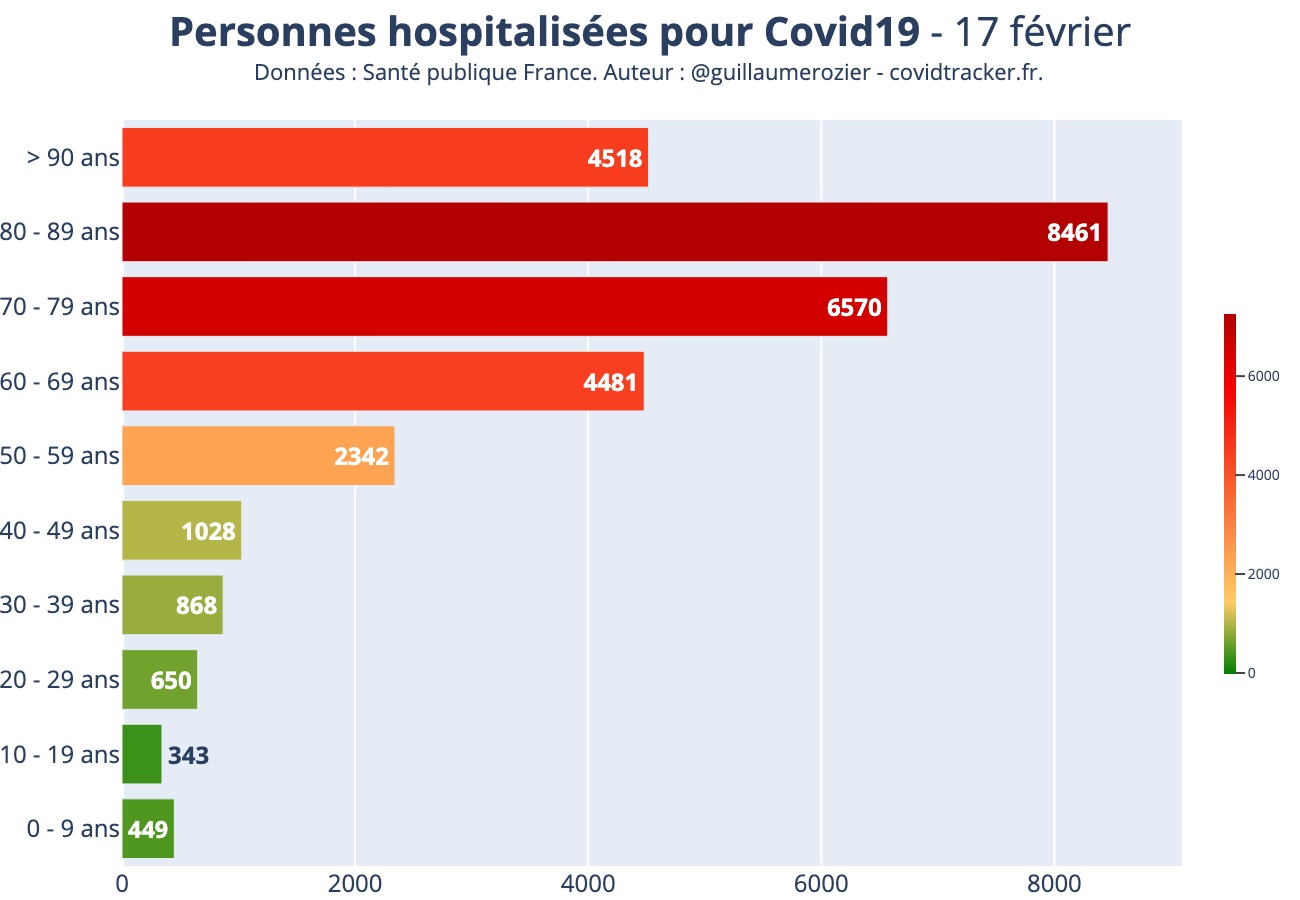 Personnes hospitalisées pour Covid19 - 17 février
Données : Santé publique France. Auteur : @guillaumerozier - covidtracker.fr.
> 90 ans 4518
80 - 89 ans 8461
70 - 79 ans 6570
60 - 69 ans 4481
50 - 59 ans 2342
40 - 49 ans 1028
30 - 39 ans 868
20 - 29 ans 650
10 - 19 ans 343
0 - 9 ans 449
0 2000 4000 6000 8000
6000
4000
2000
0